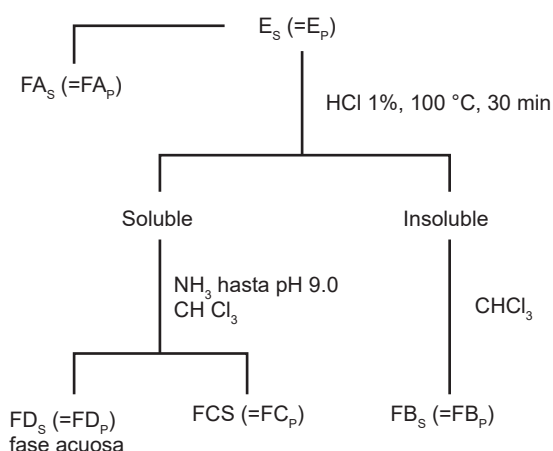 E_S (=E_P)
FA_S (=FA_P)
HCl 1%, 100 °C, 30 min
Soluble
Insoluble
NH_3 hasta pH 9.0
CH Cl_3
CHCl_3
FD_S (=FD_P)
fase acuosa
FCS (=FC_P)
FB_S (=FB_P)